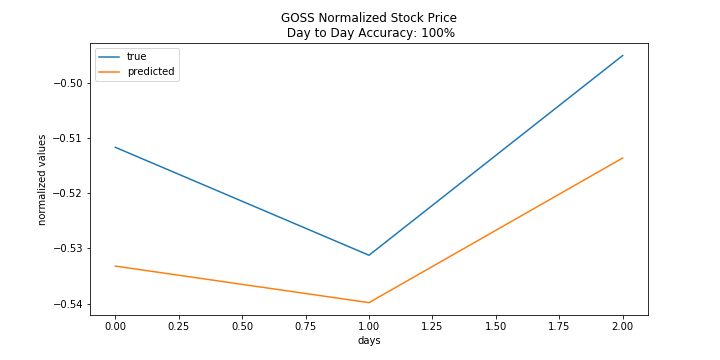 GOSS Normalized Stock Price
Day to Day Accuracy: 100%
true
predicted
normalized values
−0.50
−0.51
−0.52
−0.53
−0.54
0.00 0.25 0.50 0.75 1.00 1.25 1.50 1.75 2.00
days